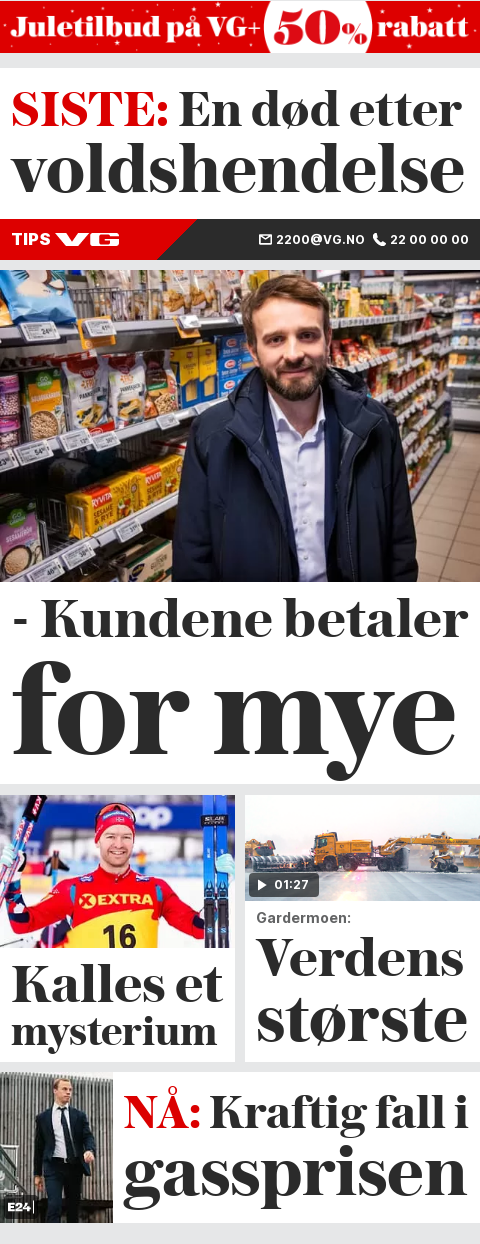 Juletilbud på VG+ 50% rabatt
SISTE: En død etter
voldshendelse
TIPS VG 2200@VG.NO 22 00 00 00
- Kundene betaler
for mye
EXTRA
16
Kalles et
mysterium
01:27
Gardermoen:
Verdens
største
E24
NÅ: Kraftig fall i
gassprisen